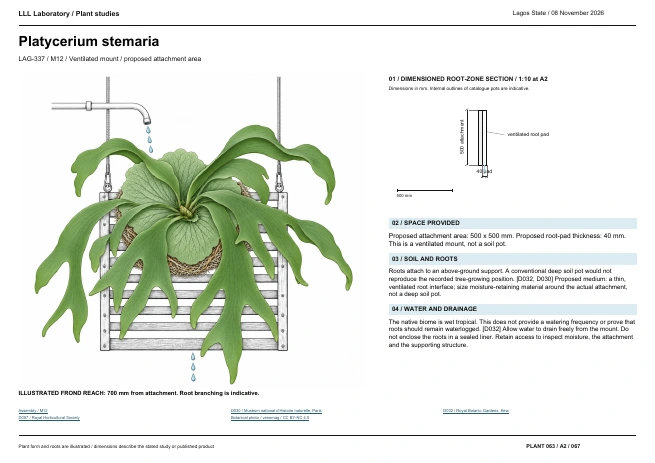 LLL Laboratory / Plant studies
Lagos State / 08 November 2026
Platycerium stemaria
LAG-337 / M12 / Ventilated mount / proposed attachment area
01 / DIMENSIONED ROOT-ZONE SECTION / 1:10 at A2
Dimensions in mm. Internal outlines of catalogue pots are indicative.
500 attachment
ventilated root pad
40 pad
500 mm
02 / SPACE PROVIDED
Proposed attachment area: 500 x 500 mm. Proposed root-pad thickness: 40 mm.
This is a ventilated mount, not a soil pot.
03 / SOIL AND ROOTS
Roots attach to an above-ground support. A conventional deep soil pot would not
reproduce the recorded tree-growing position. [D032, D030] Proposed medium: a thin,
ventilated root interface; size moisture-retaining material around the actual attachment,
not a deep soil pot.
04 / WATER AND DRAINAGE
The native biome is wet tropical. This does not provide a watering frequency or prove that
roots should remain waterlogged. [D032] Allow water to drain freely from the mount. Do
not enclose the roots in a sealed liner. Retain access to inspect moisture, the attachment
and the supporting structure.
ILLUSTRATED FROND REACH: 700 mm from attachment. Root branching is indicative.
Assembly / M12
D097 / Royal Horticultural Society
D030 / Muséum national d'histoire naturelle, Paris
Botanical photo / CC BY-NC 4.0
D032 / Royal Botanic Gardens, Kew
Plant form and roots are illustrated / dimensions describe the stated study or published product
PLANT 063 / A2 / 067